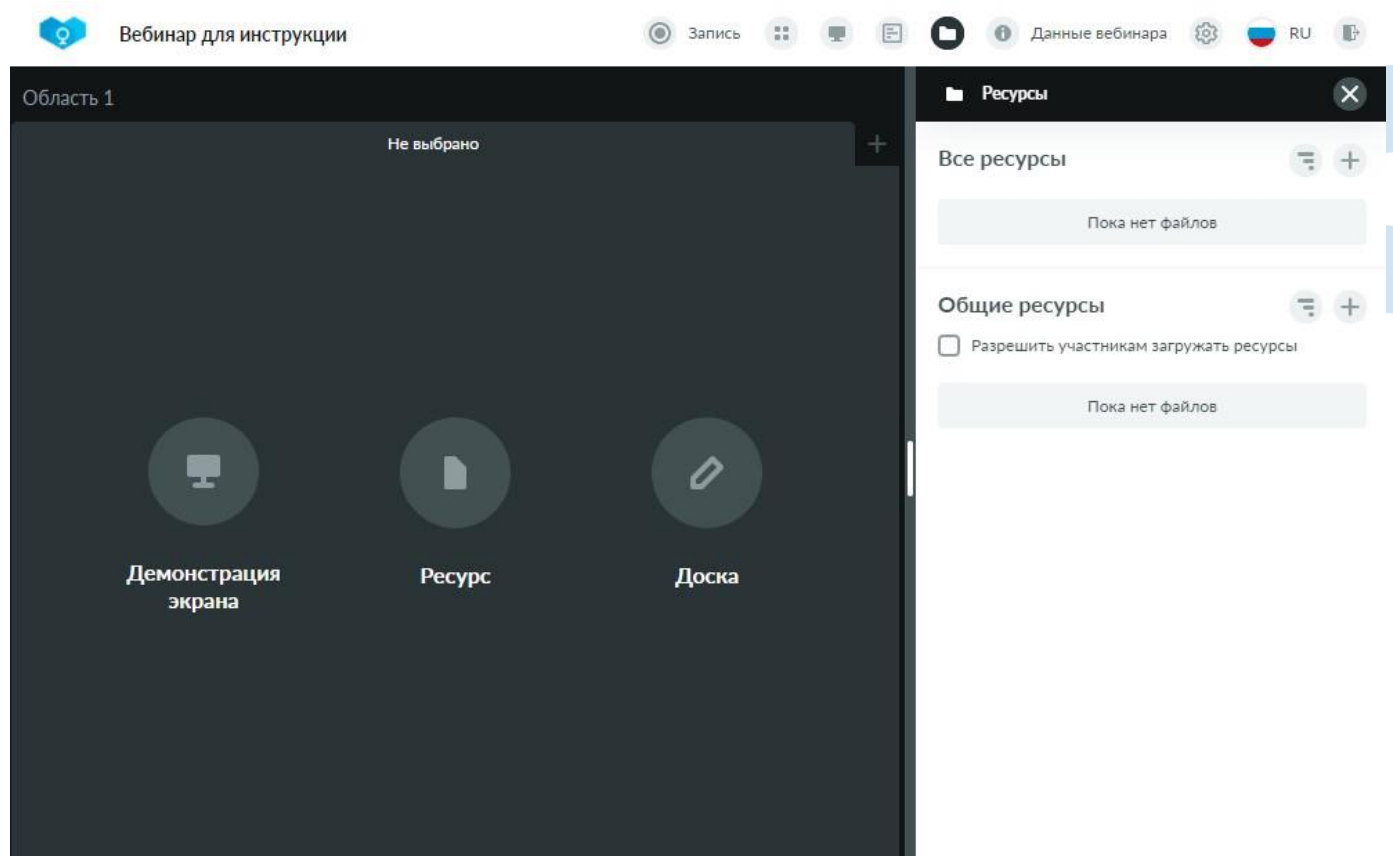 Вебинар для инструкции
Запись
Данные вебинара
RU
Область 1
Не выбрано
Демонстрация
экрана
Ресурс
Доска
Ресурсы
Все ресурсы
Пока нет файлов
Общие ресурсы
Разрешить участникам загружать ресурсы
Пока нет файлов